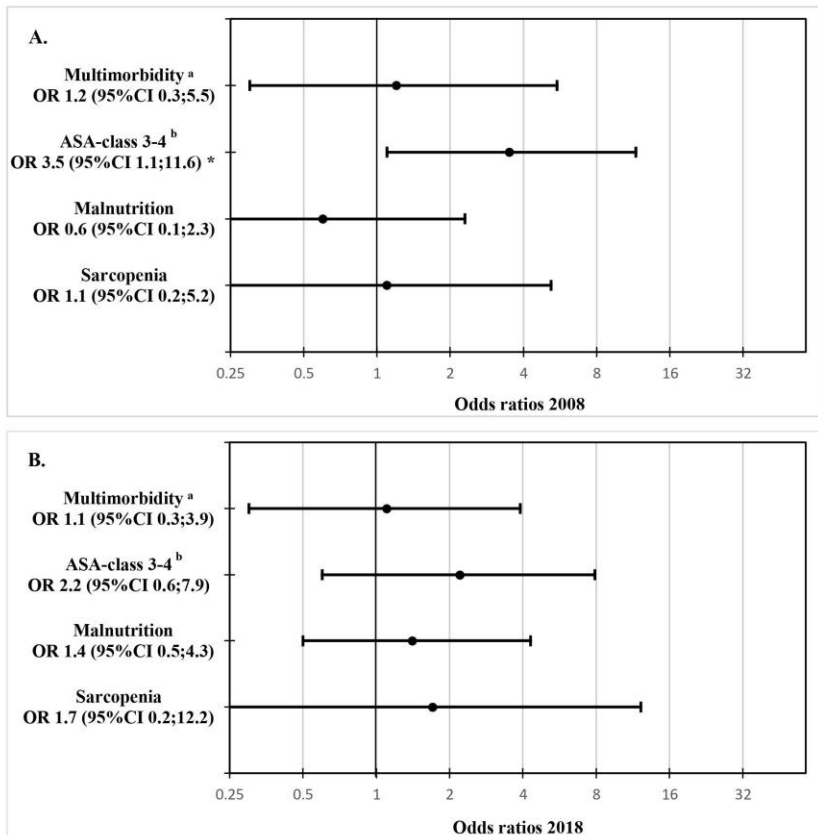 A.
Multimorbidity ᵃ
OR 1.2 (95%CI 0.3;5.5)
ASA-class 3-4 ᵇ
OR 3.5 (95%CI 1.1;11.6) *
Malnutrition
OR 0.6 (95%CI 0.1;2.3)
Sarcopenia
OR 1.1 (95%CI 0.2;5.2)
0.25 0.5 1 2 4 8 16 32
Odds ratios 2008
B.
Multimorbidity ᵃ
OR 1.1 (95%CI 0.3;3.9)
ASA-class 3-4 ᵇ
OR 2.2 (95%CI 0.6;7.9)
Malnutrition
OR 1.4 (95%CI 0.5;4.3)
Sarcopenia
OR 1.7 (95%CI 0.2;12.2)
0.25 0.5 1 2 4 8 16 32
Odds ratios 2018